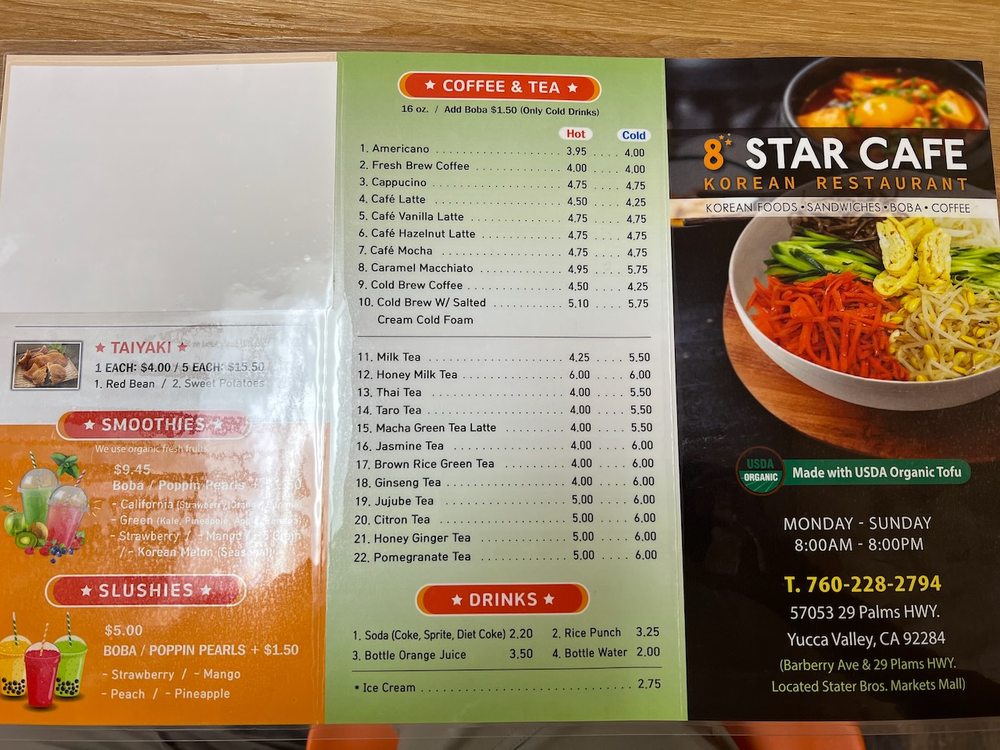 ★ TAIYAKI ★
1 EACH: $4.00 / 5 EACH: $15.50
1. Red Bean / 2. Sweet Potatoes
★ SMOOTHIES ★
We use organic fresh fruits
$9.45
Boba / Poppin Pearls +
- California (Strawberry,
- Green (Kale, Pineapple,
- Strawberry / - Mango /
/ - Korean Melon (Seasonal)
★ SLUSHIES ★
$5.00
BOBA / POPPIN PEARLS + $1.50
- Strawberry / - Mango
- Peach / - Pineapple
★ COFFEE & TEA ★
16 oz. / Add Boba $1.50 (Only Cold Drinks)
Hot Cold
1. Americano 3.95 4.00
2. Fresh Brew Coffee 4.00 4.00
3. Cappucino 4.75 4.75
4. Café Latte 4.50 4.25
5. Café Vanilla Latte 4.75 4.75
6. Café Hazelnut Latte 4.75 4.75
7. Café Mocha 4.75 4.75
8. Caramel Macchiato 4.95 5.75
9. Cold Brew Coffee 4.50 4.25
10. Cold Brew W/ Salted 5.10 5.75
Cream Cold Foam
11. Milk Tea 4.25 5.50
12. Honey Milk Tea 6.00 6.00
13. Thai Tea 4.00 5.50
14. Taro Tea 4.00 5.50
15. Macha Green Tea Latte 4.00 5.50
16. Jasmine Tea 4.00 6.00
17. Brown Rice Green Tea 4.00 6.00
18. Ginseng Tea 4.00 6.00
19. Jujube Tea 5.00 6.00
20. Citron Tea 5.00 6.00
21. Honey Ginger Tea 5.00 6.00
22. Pomegranate Tea 5.00 6.00
★ DRINKS ★
1. Soda (Coke, Sprite, Diet Coke) 2.20 2. Rice Punch 3.25
3. Bottle Orange Juice 3.50 4. Bottle Water 2.00
• Ice Cream 2.75
8 STAR CAFE
KOREAN RESTAURANT
KOREAN FOODS • SANDWICHES • BOBA • COFFEE
USDA
ORGANIC
Made with USDA Organic Tofu
MONDAY - SUNDAY
8:00AM - 8:00PM
T. 760-228-2794
57053 29 Palms HWY.
Yucca Valley, CA 92284
(Barberry Ave & 29 Plams HWY.
Located Stater Bros. Markets Mall)